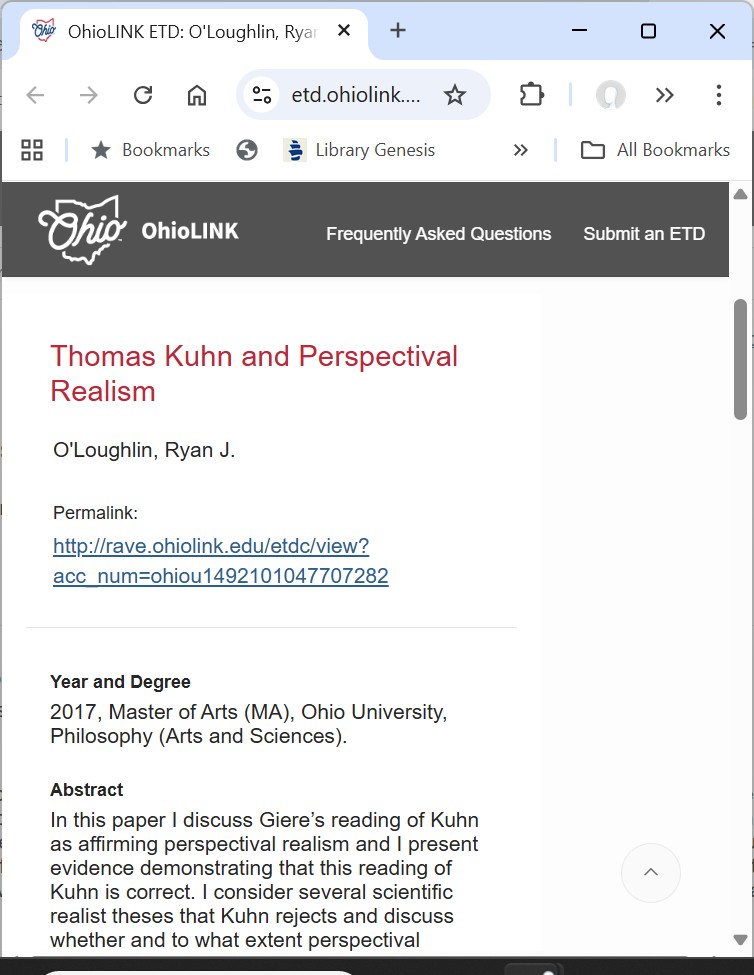 OhioLINK ETD: O'Loughlin, Ryan
etd.ohiolink....
Bookmarks
Library Genesis
All Bookmarks
Ohio OhioLINK
Frequently Asked Questions
Submit an ETD
Thomas Kuhn and Perspectival
Realism
O'Loughlin, Ryan J.
Permalink:
http://rave.ohiolink.edu/etdc/view?
acc_num=ohiou1492101047707282
Year and Degree
2017, Master of Arts (MA), Ohio University,
Philosophy (Arts and Sciences).
Abstract
In this paper I discuss Giere’s reading of Kuhn
as affirming perspectival realism and I present
evidence demonstrating that this reading of
Kuhn is correct. I consider several scientific
realist theses that Kuhn rejects and discuss
whether and to what extent perspectival